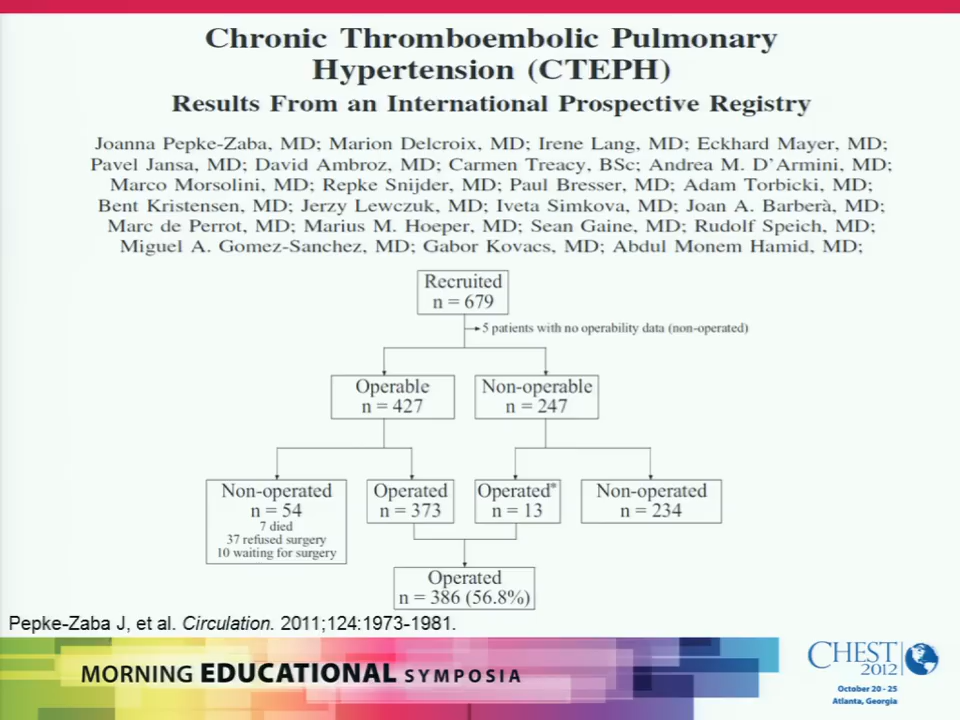 Chronic Thromboembolic Pulmonary
Hypertension (CTEPH)
Results From an International Prospective Registry
Joanna Pepke-Zaba, MD; Marion Delcroix, MD; Irene Lang, MD; Eckhard Mayer, MD;
Pavel Jansa, MD; David Ambroz, MD; Carmen Treacy, BSc; Andrea M. D'Armini, MD;
Marco Morsolini, MD; Repke Snijder, MD; Paul Bresser, MD; Adam Torbicki, MD;
Bent Kristensen, MD; Jerzy Lewczuk, MD; Iveta Simkova, MD; Joan A. Barberà, MD;
Marc de Perrot, MD; Marius M. Hoeper, MD; Sean Gaine, MD; Rudolf Speich, MD;
Miguel A. Gomez-Sanchez, MD; Gabor Kovacs, MD; Abdul Monem Hamid, MD;
Recruited
n = 679
5 patients with no operability data (non-operated)
Operable
n = 427
Non-operable
n = 247
Non-operated
n = 54
7 died
37 refused surgery
10 waiting for surgery
Operated
n = 373
Operated*
n = 13
Non-operated
n = 234
Operated
n = 386 (56.8%)
Pepke-Zaba J, et al. Circulation. 2011;124:1973-1981.
MORNING EDUCATIONAL SYMPOSIA
CHEST
2012
October 20 - 25
Atlanta, Georgia